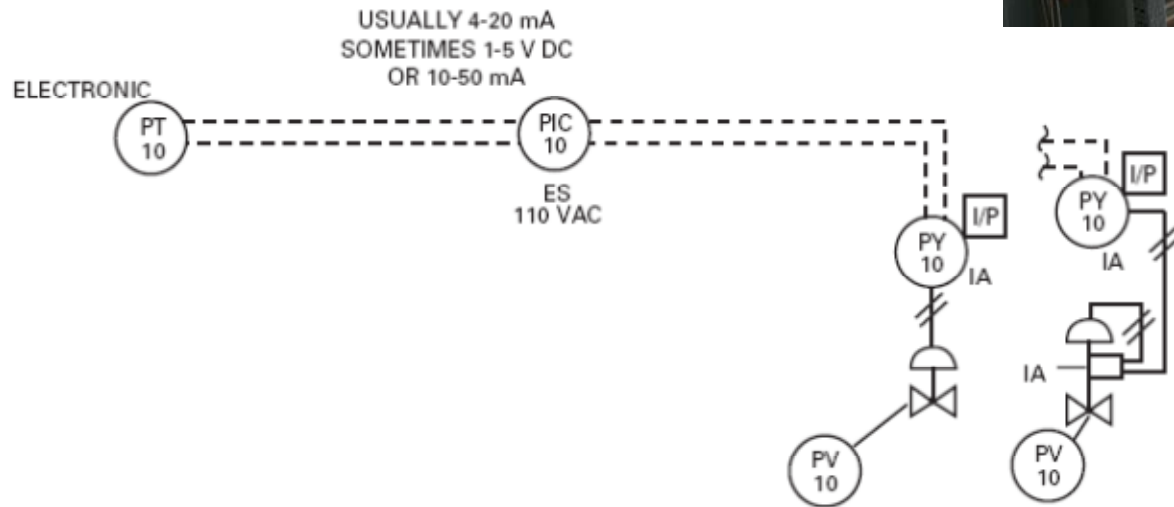 USUALLY 4-20 mA
SOMETIMES 1-5 V DC
OR 10-50 mA
ELECTRONIC
PT
10
PIC
10
ES
110 VAC
PY
10
I/P
IA
PV
10
I/P
PY
10
IA
IA
PV
10